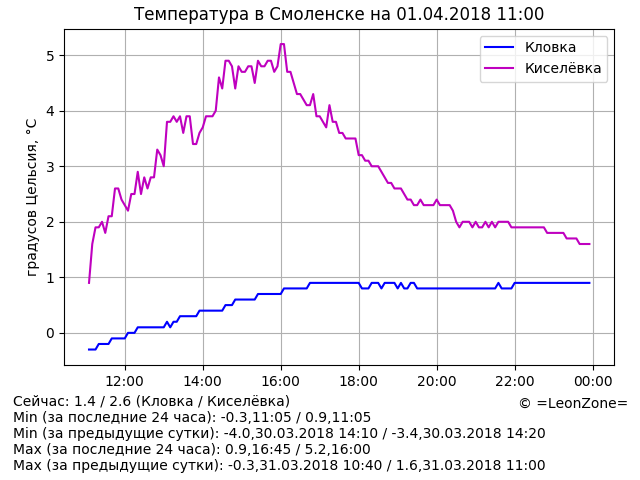 Температура в Смоленске на 01.04.2018 11:00
Кловка
Киселёвка
градусов Цельсия, °С
5
4
3
2
1
0
12:00 14:00 16:00 18:00 20:00 22:00 00:00
Сейчас: 1.4 / 2.6 (Кловка / Киселёвка)
© =LeonZone=
Min (за последние 24 часа): -0.3,11:05 / 0.9,11:05
Min (за предыдущие сутки): -4.0,30.03.2018 14:10 / -3.4,30.03.2018 14:20
Max (за последние 24 часа): 0.9,16:45 / 5.2,16:00
Max (за предыдущие сутки): -0.3,31.03.2018 10:40 / 1.6,31.03.2018 11:00